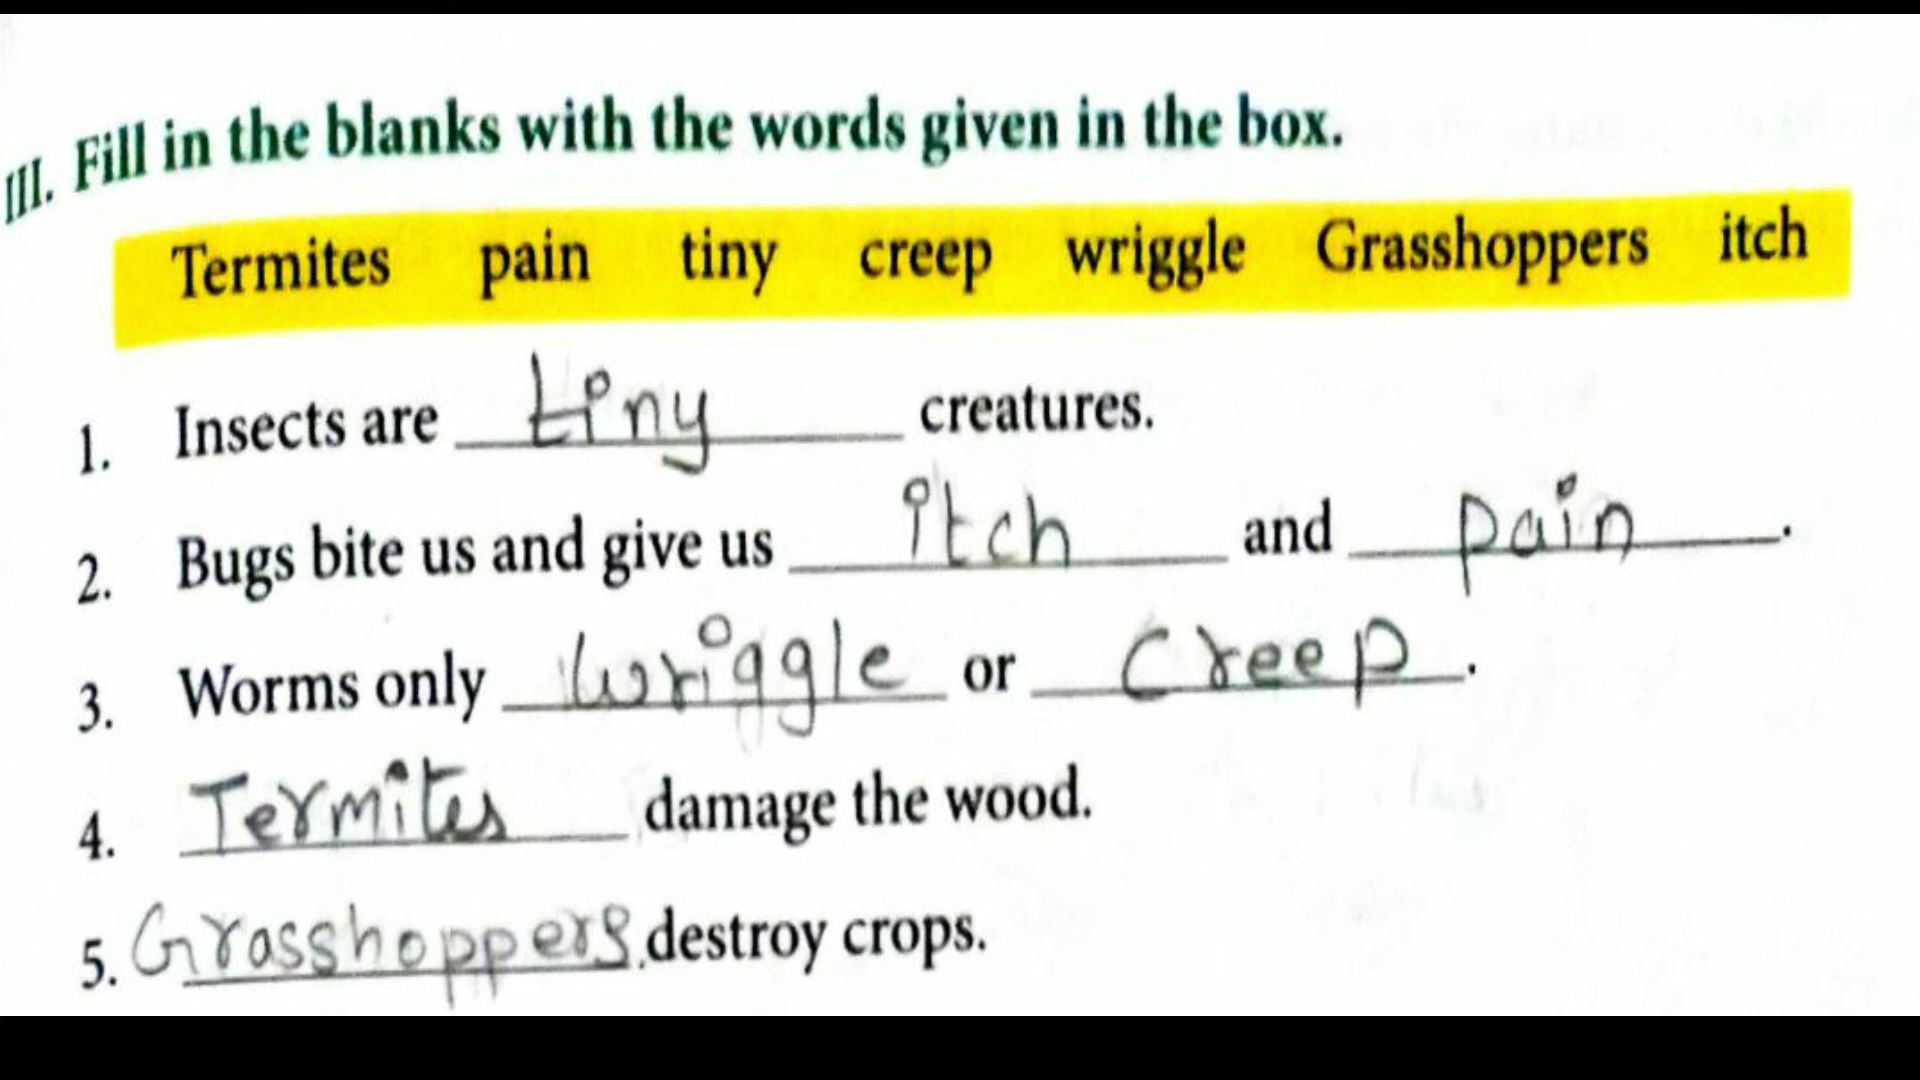 III. Fill in the blanks with the words given in the box.
Termites pain tiny creep wriggle Grasshoppers itch
1. Insects are tiny creatures.
2. Bugs bite us and give us itch and pain.
3. Worms only wriggle or creep.
4. Termites damage the wood.
5. Grasshoppers destroy crops.